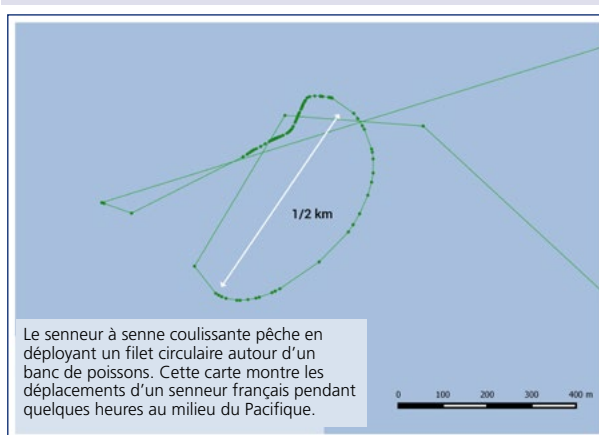 1/2 km
Le senneur à senne coulissante pêche en
déployant un filet circulaire autour d'un
banc de poissons. Cette carte montre les
déplacements d'un senneur français pendant
quelques heures au milieu du Pacifique.
0 100 200 300 400 m